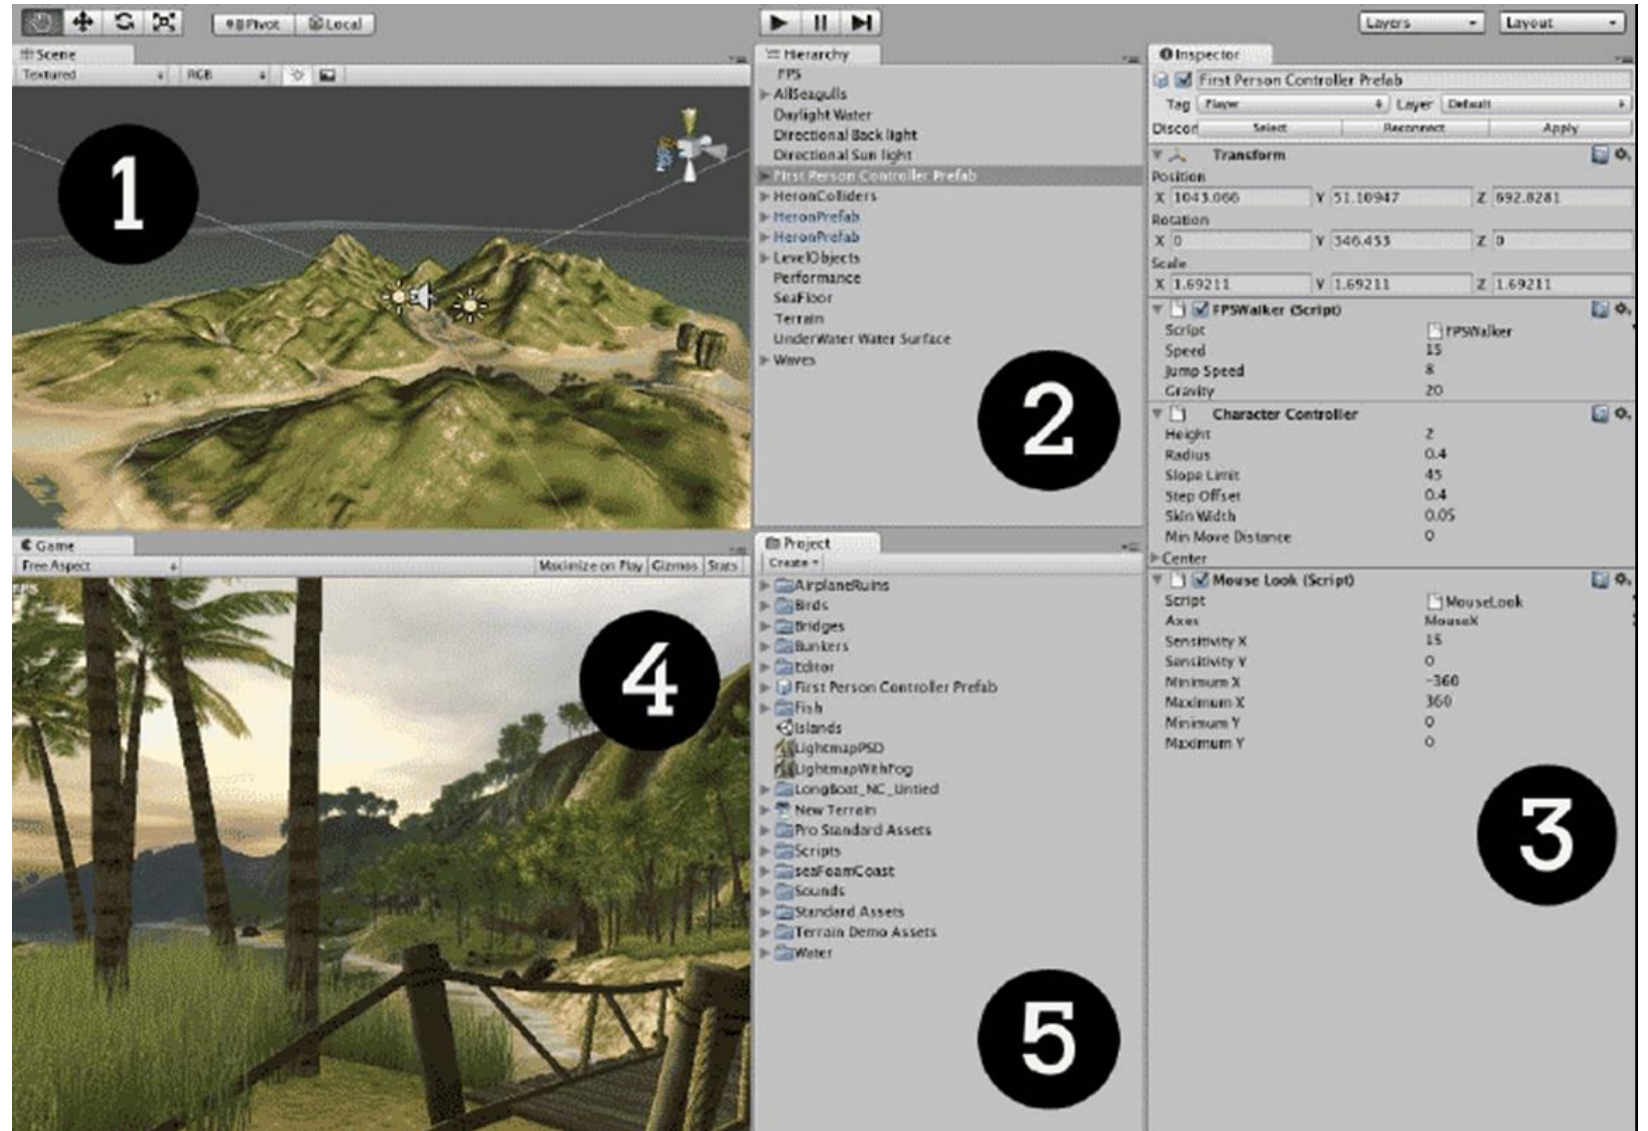 Pivot Local
Layers Layout
Scene
Textured RGB
1
Hierarchy
FPS
AllSeagulls
Daylight Water
Directional Back light
Directional Sun light
First Person Controller Prefab
HeronColliders
HeronPrefab
HeronPrefab
LevelObjects
Performance
SeaFloor
Terrain
UnderWater Water Surface
Waves
2
Inspector
First Person Controller Prefab
Tag Player Layer Default
Discor Select Reconnect Apply
Transform
Position
X 1043.066 Y 51.10947 Z 692.8281
Rotation
X 0 Y 346.453 Z 0
Scale
X 1.69211 Y 1.69211 Z 1.69211
FPSWalker (Script)
Script FPSWalker
Speed 15
Jump Speed 8
Gravity 20
Character Controller
Height 2
Radius 0.4
Slope Limit 45
Step Offset 0.4
Skin Width 0.05
Min Move Distance 0
Center
Mouse Look (Script)
Script MouseLook
Axes MouseX
Sensitivity X 15
Sensitivity Y 0
Minimum X -360
Maximum X 360
Minimum Y 0
Maximum Y 0
3
Game
Free Aspect Maximize on Play Gizmos Stats
FPS
4
Project
Create
AirplaneRuins
Birds
Bridges
Bunkers
Editor
First Person Controller Prefab
Fish
Islands
LightmapPSD
LightmapWithFog
LongBoat_NC_Untied
New Terrain
Pro Standard Assets
Scripts
seaFoamCoast
Sounds
Standard Assets
Terrain Demo Assets
Water
5